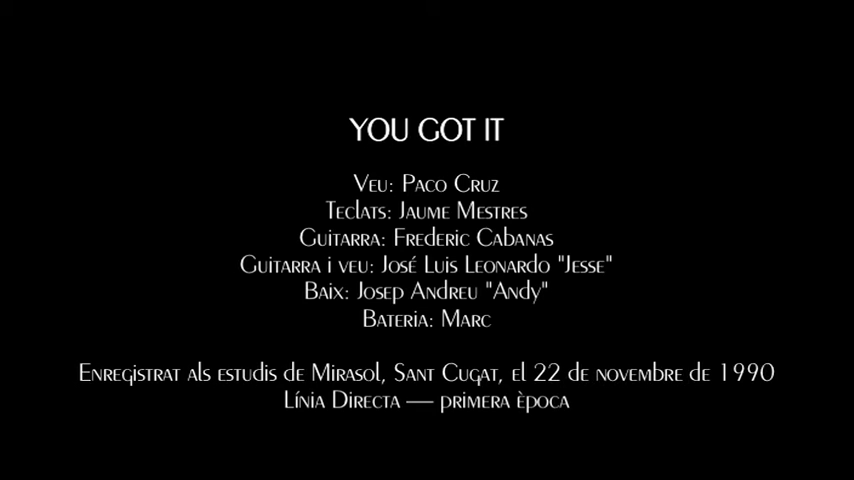 YOU GOT IT
Veu: Paco Cruz
Teclats: Jaume Mestres
Guitarra: Frederic Cabanas
Guitarra i veu: José Luis Leonardo "Jesse"
Baix: Josep Andreu "Andy"
Bateria: Marc
Enregistrat als estudis de Mirasol, Sant Cugat, el 22 de novembre de 1990
Línia Directa — primera època